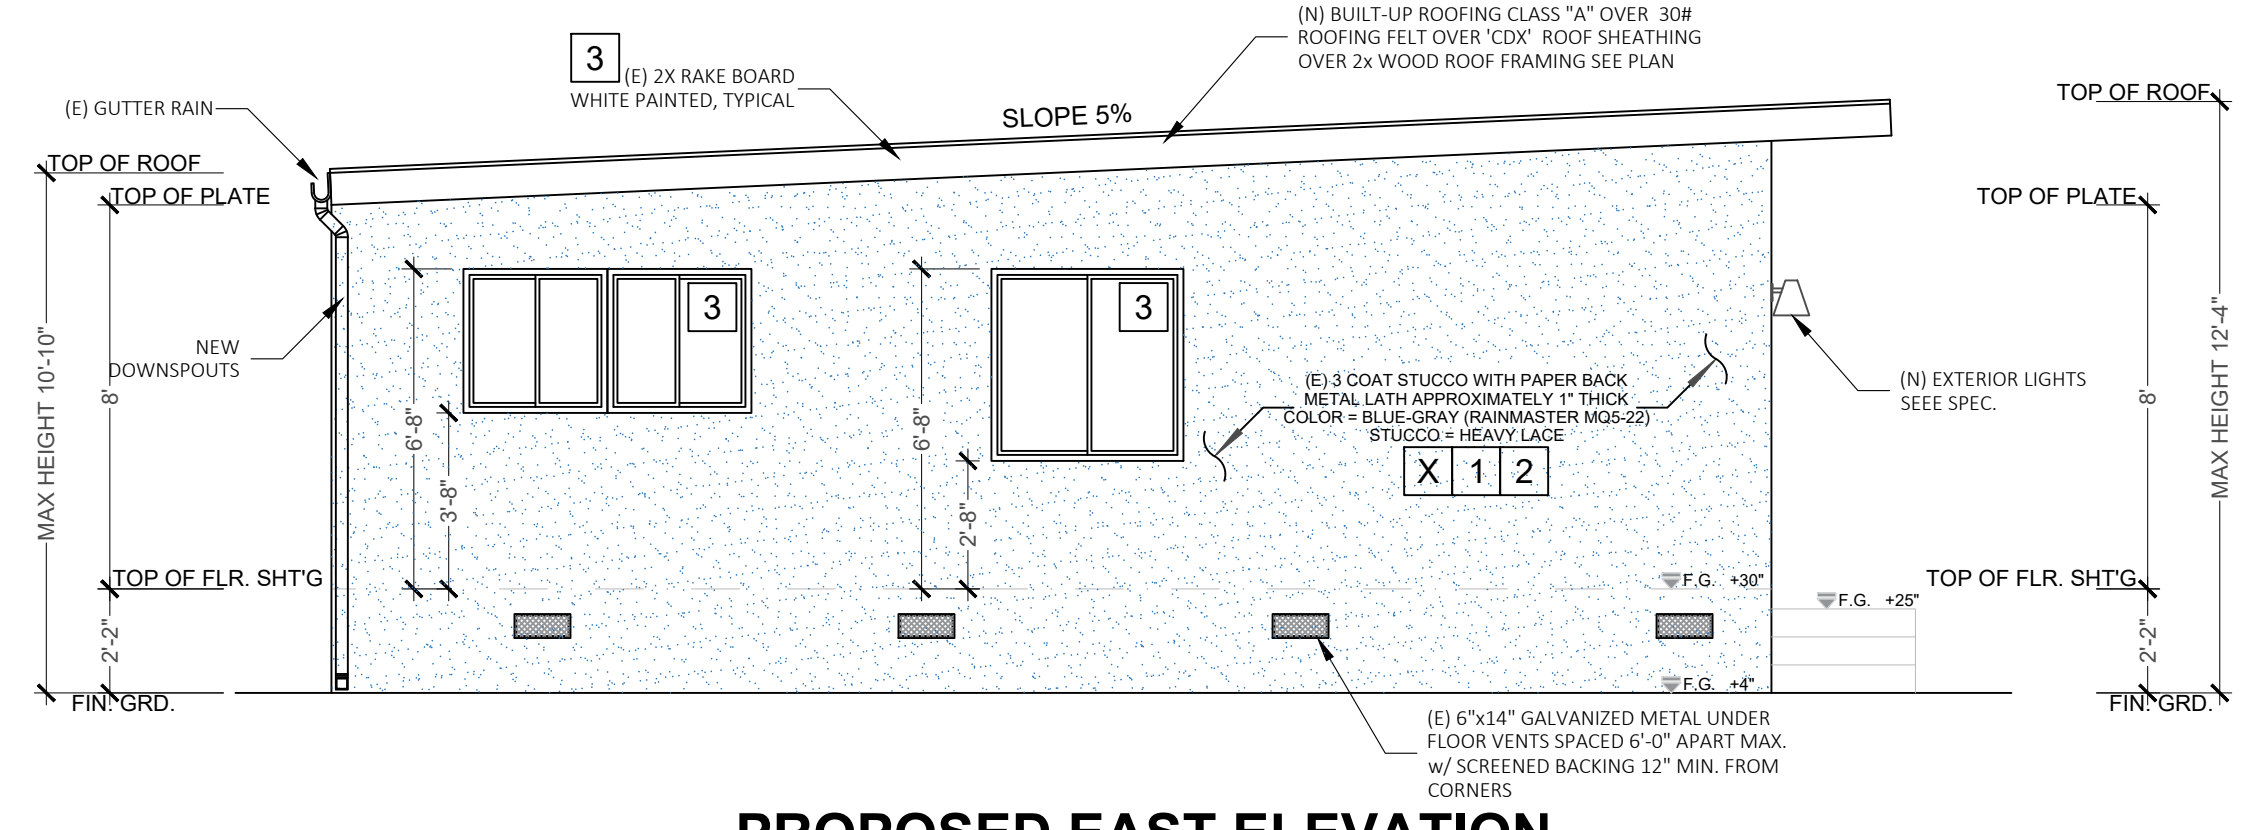 (N) BUILT-UP ROOFING CLASS "A" OVER 30#
ROOFING FELT OVER 'CDX' ROOF SHEATHING
OVER 2x WOOD ROOF FRAMING SEE PLAN
3
(E) 2X RAKE BOARD
WHITE PAINTED, TYPICAL
(E) GUTTER RAIN
SLOPE 5%
TOP OF ROOF
TOP OF ROOF
TOP OF PLATE
TOP OF PLATE
3
3
NEW
DOWNSPOUTS
MAX HEIGHT 10'-10"
8'
6'-8"
3'-8"
6'-8"
2'-8"
(E) 3 COAT STUCCO WITH PAPER BACK
METAL LATH APPROXIMATELY 1" THICK
COLOR = BLUE-GRAY (RAINMASTER MQ5-22)
STUCCO = HEAVY LACE
X 1 2
(N) EXTERIOR LIGHTS
SEEE SPEC.
8'
MAX HEIGHT 12'-4"
TOP OF FLR. SHT'G
F.G. +30"
TOP OF FLR. SHT'G
F.G. +25"
2'-2"
2'-2"
F.G. +4"
FIN. GRD.
FIN. GRD.
(E) 6"x14" GALVANIZED METAL UNDER
FLOOR VENTS SPACED 6'-0" APART MAX.
w/ SCREENED BACKING 12" MIN. FROM
CORNERS
PROPOSED EAST ELEVATION